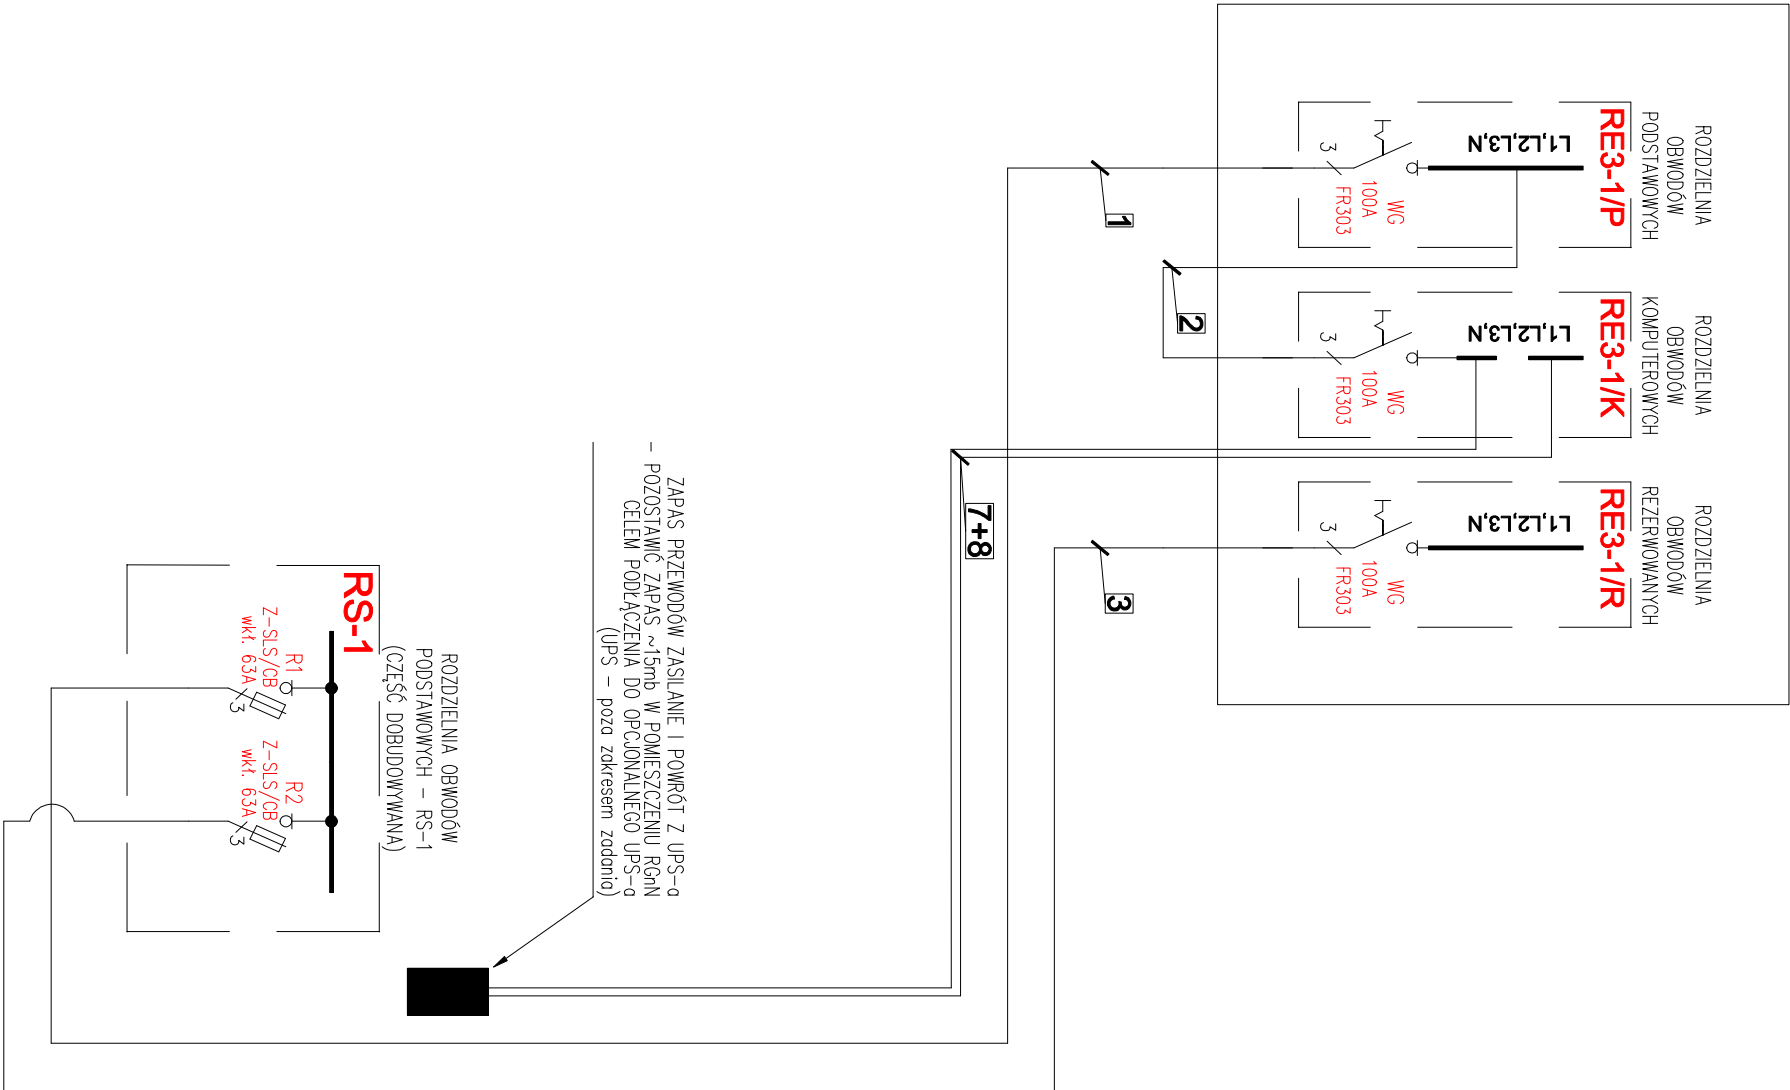 ROZDZIELNIA
OBWODÓW
PODSTAWOWYCH
RE3-1/P
L1,L2,L3,N
WG
100A
FR303
3
1
2
ROZDZIELNIA
OBWODÓW
KOMPUTEROWYCH
RE3-1/K
L1,L2,L3,N
WG
100A
FR303
3
ROZDZIELNIA
OBWODÓW
REZERWOWANYCH
RE3-1/R
L1,L2,L3,N
WG
100A
FR303
3
3
7+8
ZAPAS PRZEWODÓW ZASILANIE I POWRÓT Z UPS-a
- POZOSTAWIĆ ZAPAS ~15mb W POMIESZCZENIU RGnN
CELEM PODŁĄCZENIA DO OPCJONALNEGO UPS-a
(UPS - poza zakresem zadania)
ROZDZIELNIA OBWODÓW
PODSTAWOWYCH - RS-1
(CZĘŚĆ DOBUDOWYWANA)
RS-1
R1
Z-SLS/CB
wkł. 63A
3
R2
Z-SLS/CB
wkł. 63A
3